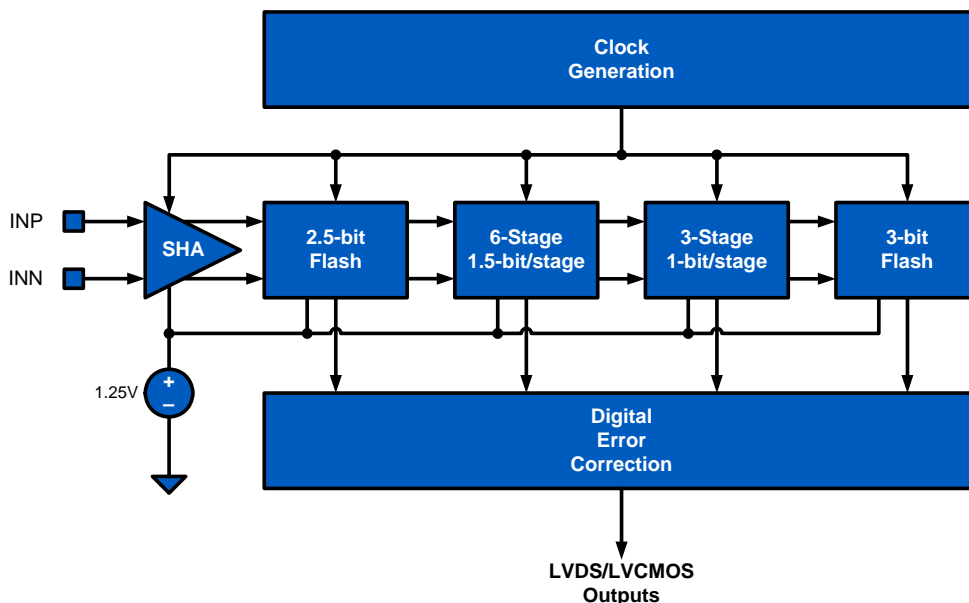 Clock
Generation
INP
INN
SHA
2.5-bit
Flash
6-Stage
1.5-bit/stage
3-Stage
1-bit/stage
3-bit
Flash
1.25V
+
–
Digital
Error
Correction
LVDS/LVCMOS
Outputs